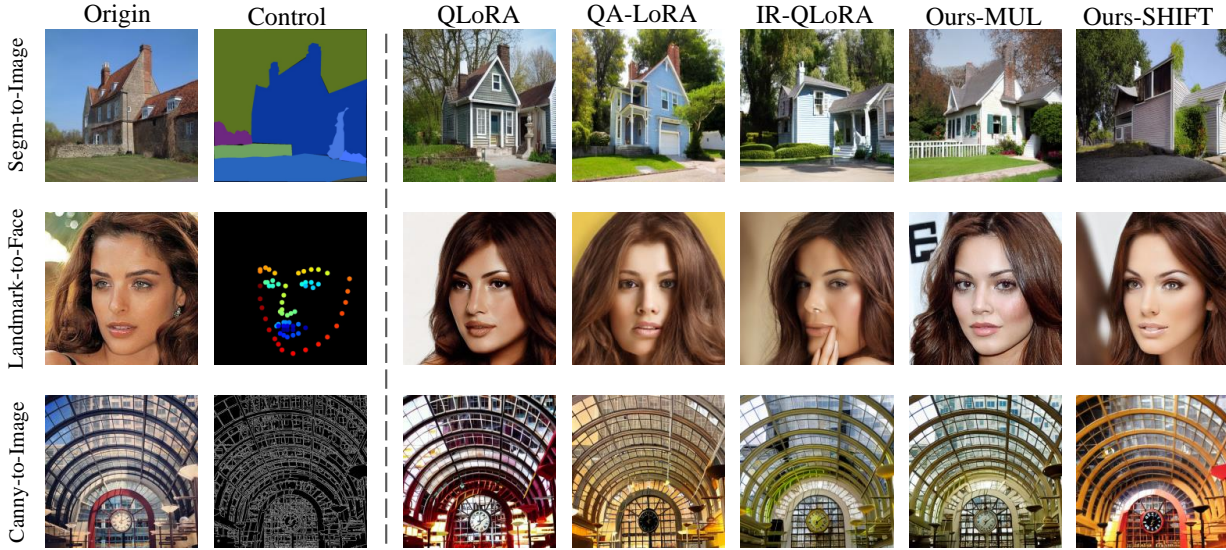 Origin Control QLoRA QA-LoRA IR-QLoRA Ours-MUL Ours-SHIFT
Segm-to-Image
Landmark-to-Face
E
Canny-to-Image